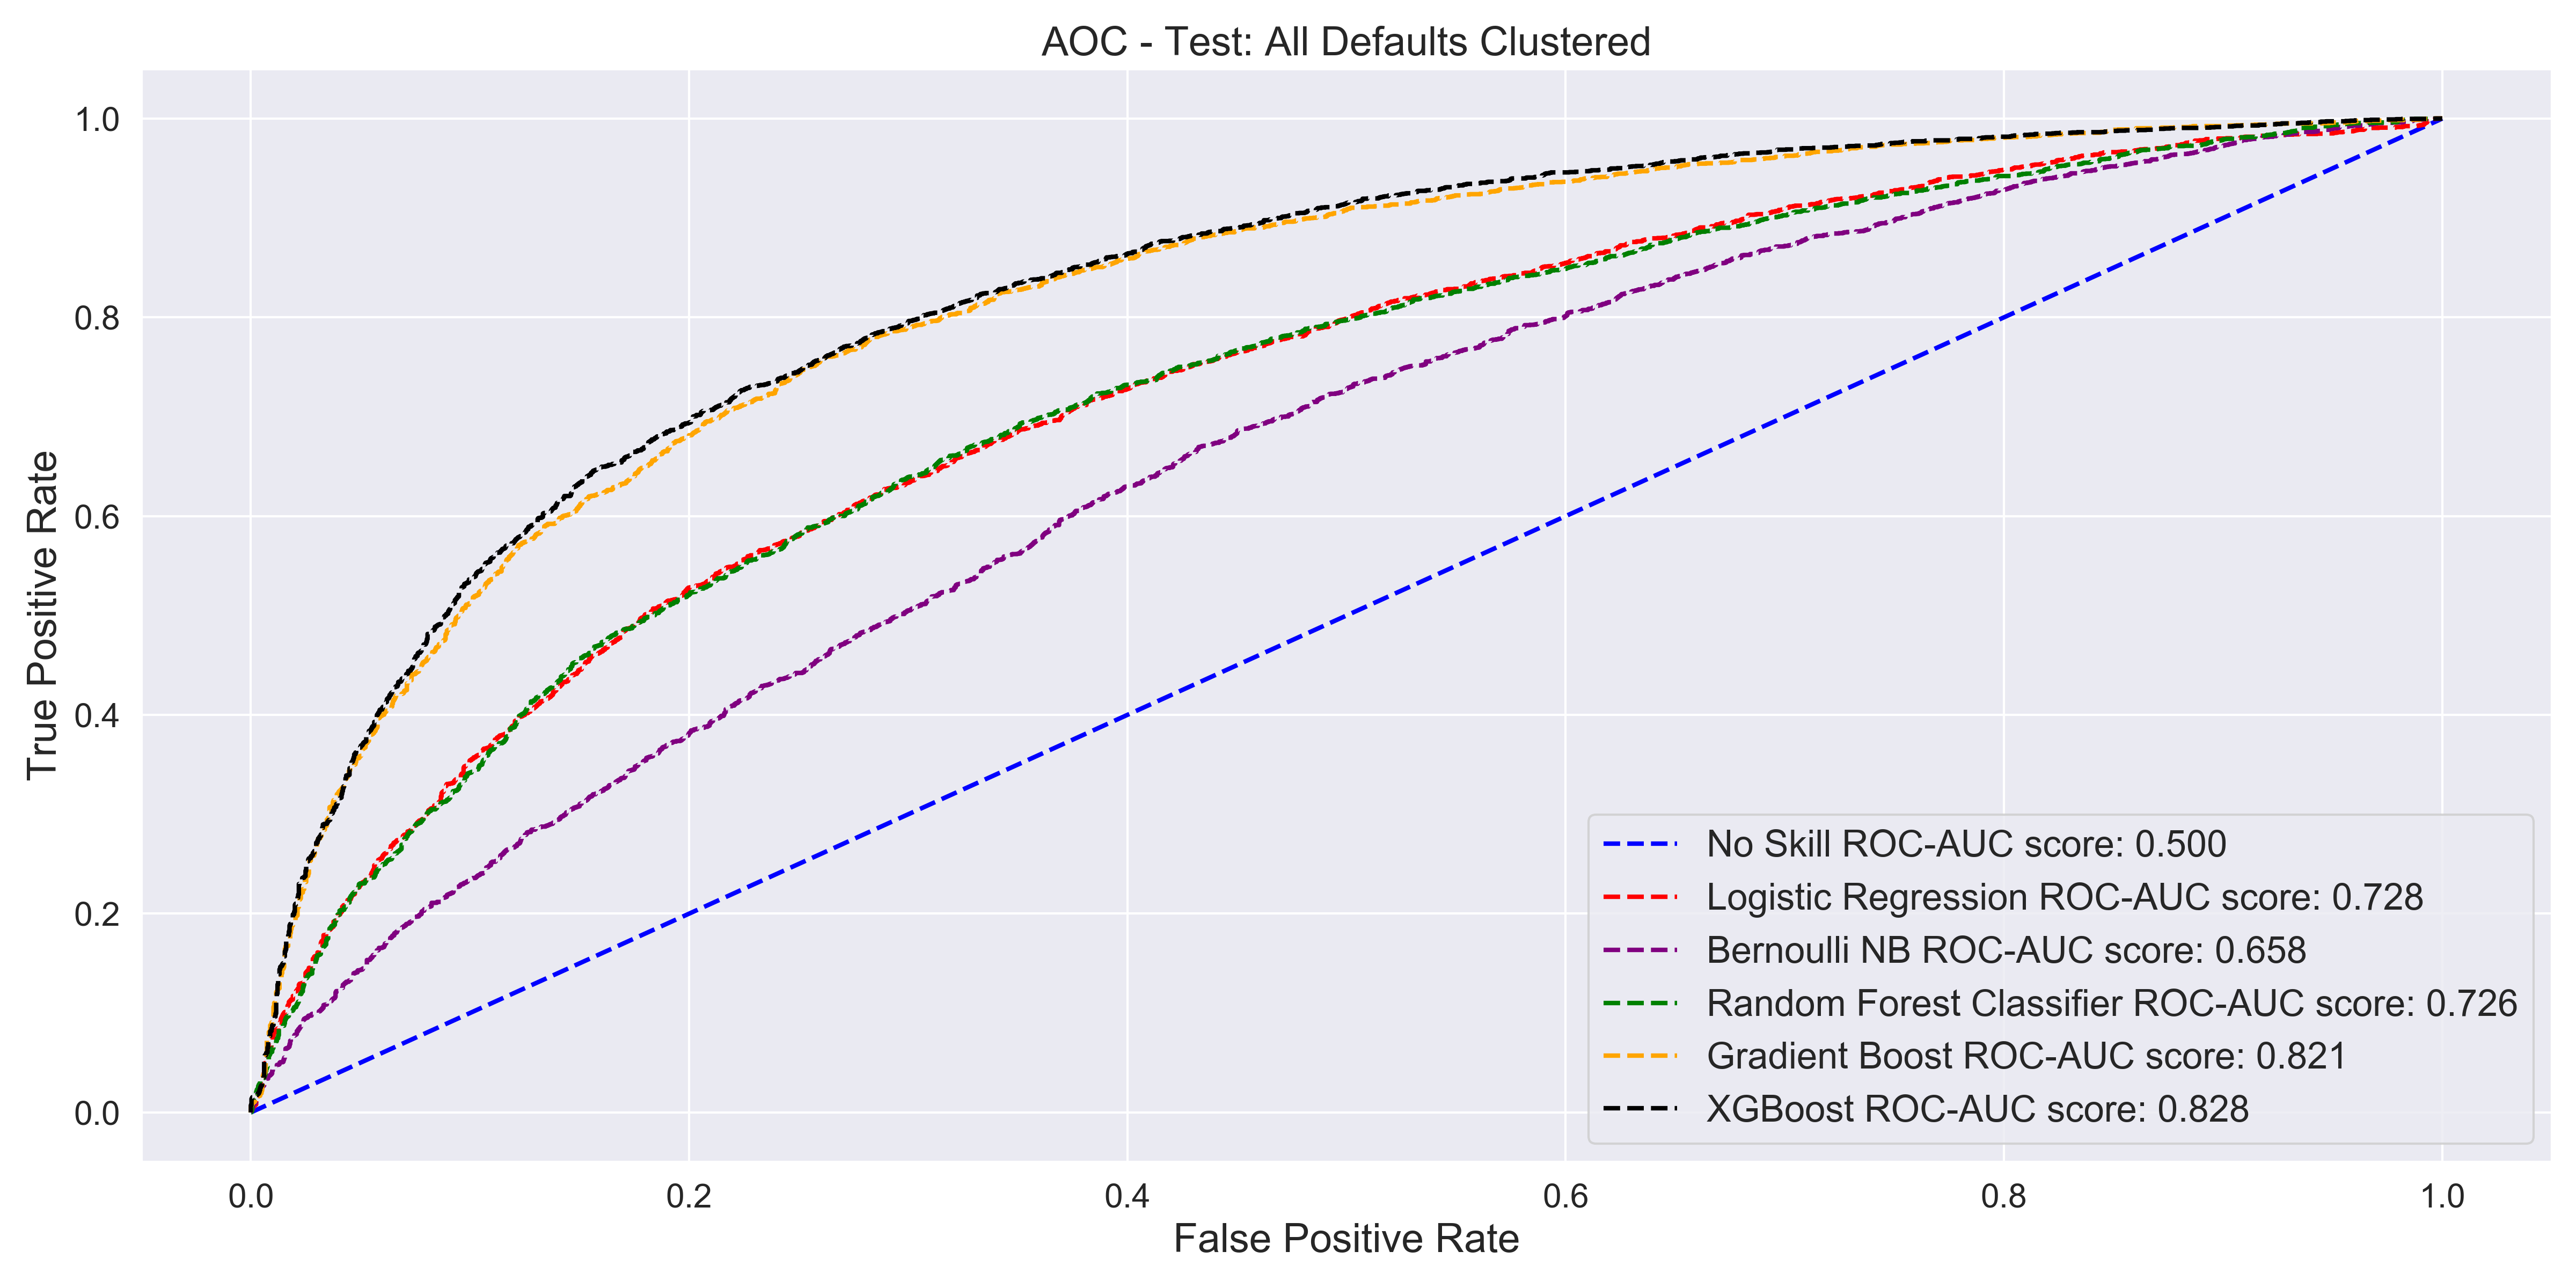 AOC - Test: All Defaults Clustered
1.0
0.8
0.6
0.4
0.2
0.0
True Positive Rate
No Skill ROC-AUC score: 0.500
Logistic Regression ROC-AUC score: 0.728
Bernoulli NB ROC-AUC score: 0.658
Random Forest Classifier ROC-AUC score: 0.726
Gradient Boost ROC-AUC score: 0.821
XGBoost ROC-AUC score: 0.828
0.0 0.2 0.4 0.6 0.8 1.0
False Positive Rate